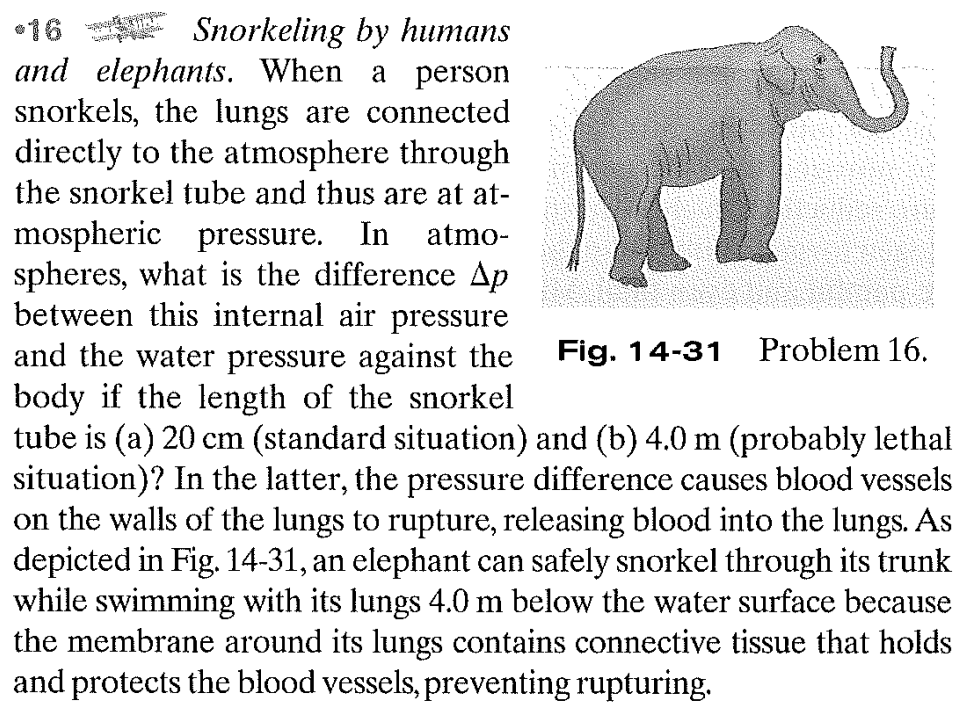 •16 Snorkeling by humans
and elephants. When a person
snorkels, the lungs are connected
directly to the atmosphere through
the snorkel tube and thus are at at-
mospheric pressure. In atmo-
spheres, what is the difference Δp
between this internal air pressure
and the water pressure against the
body if the length of the snorkel
tube is (a) 20 cm (standard situation) and (b) 4.0 m (probably lethal
situation)? In the latter, the pressure difference causes blood vessels
on the walls of the lungs to rupture, releasing blood into the lungs. As
depicted in Fig. 14-31, an elephant can safely snorkel through its trunk
while swimming with its lungs 4.0 m below the water surface because
the membrane around its lungs contains connective tissue that holds
and protects the blood vessels, preventing rupturing.
Fig. 14-31 Problem 16.